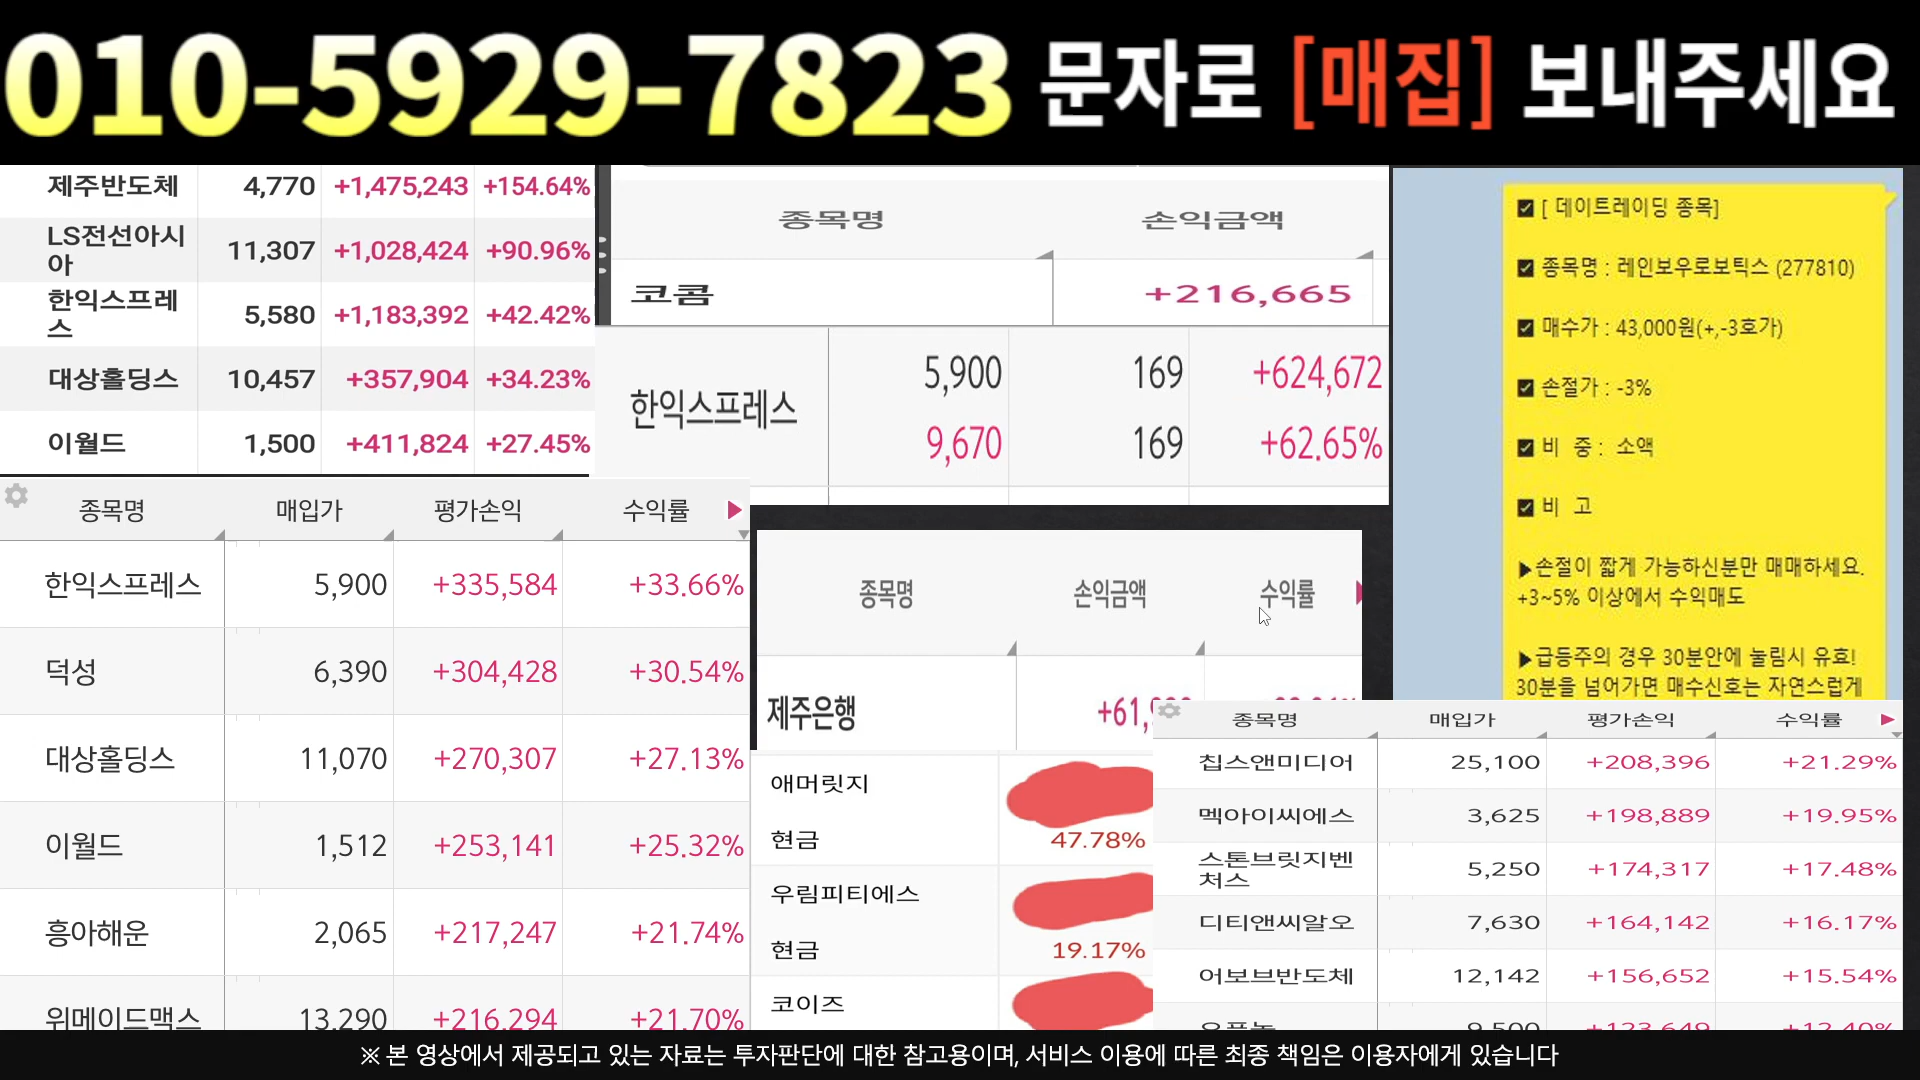 010-5929-7823 문자로 [매집] 보내주세요
제주반도체 4,770 +1,475,243 +154.64%
LS전선아시아 11,307 +1,028,424 +90.96%
한익스프레스 5,580 +1,183,392 +42.42%
대상홀딩스 10,457 +357,904 +34.23%
이월드 1,500 +411,824 +27.45%
종목명 손익금액
코콤 +216,665
한익스프레스 5,900 169 +624,672
9,670 169 +62.65%
[ 데이트레이딩 종목]
종목명 : 레인보우로보틱스 (277810)
매수가 : 43,000원(+,-3호가)
손절가 : -3%
비 중 : 소액
비 고
▶손절이 짧게 가능하신분만 매매하세요.
+3~5% 이상에서 수익매도
▶급등주의 경우 30분안에 눌림시 유효!
30분을 넘어가면 매수신호는 자연스럽게
종목명 매입가 평가손익 수익률
한익스프레스 5,900 +335,584 +33.66%
덕성 6,390 +304,428 +30.54%
대상홀딩스 11,070 +270,307 +27.13%
이월드 1,512 +253,141 +25.32%
흥아해운 2,065 +217,247 +21.74%
위메이드맥스 13,290 +216,294 +21.70%
종목명 손익금액 수익률
제주은행 +61,
애머릿지
현금 47.78%
우림피티에스
현금 19.17%
코이즈
종목명 매입가 평가손익 수익률
칩스앤미디어 25,100 +208,396 +21.29%
멕아이씨에스 3,625 +198,889 +19.95%
스톤브릿지벤처스 5,250 +174,317 +17.48%
디티앤씨알오 7,630 +164,142 +16.17%
어보브반도체 12,142 +156,652 +15.54%
※ 본 영상에서 제공되고 있는 자료는 투자판단에 대한 참고용이며, 서비스 이용에 따른 최종 책임은 이용자에게 있습니다